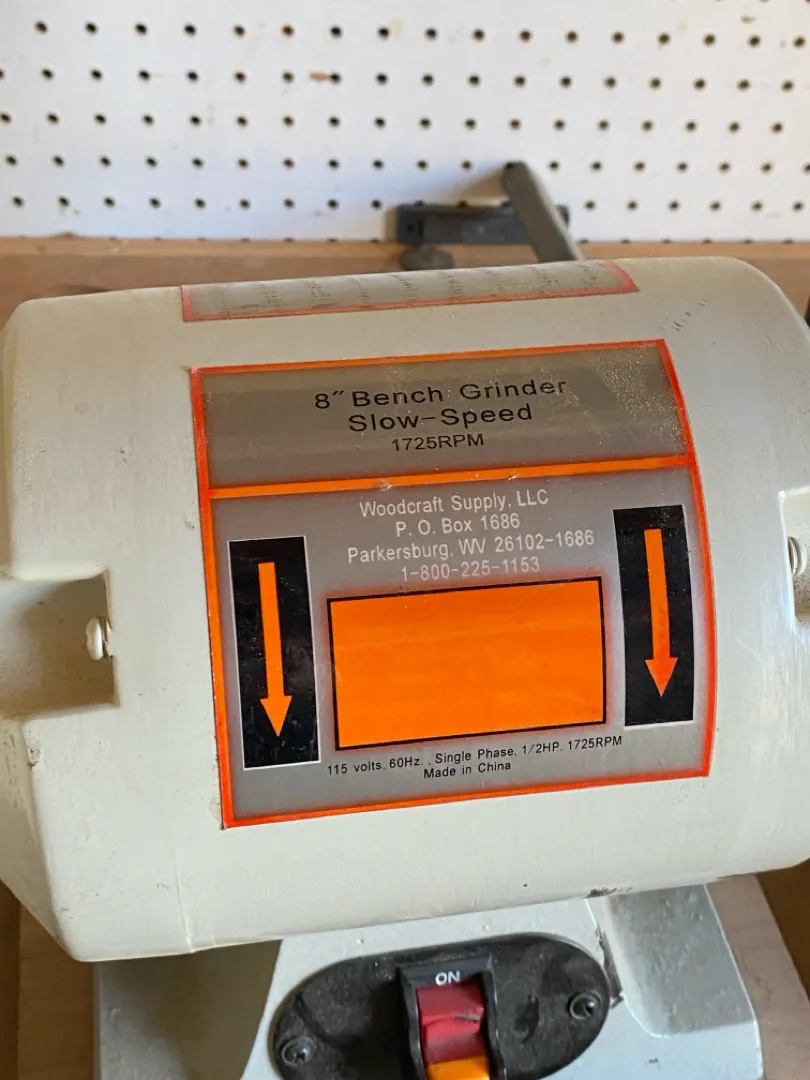 8" Bench Grinder
Slow-Speed
1725RPM
Woodcraft Supply, LLC
P. O. Box 1686
Parkersburg, WV 26102-1686
1-800-225-1153
115 volts. 60Hz. . Single Phase. 1/2HP. 1725RPM
Made in China
ON